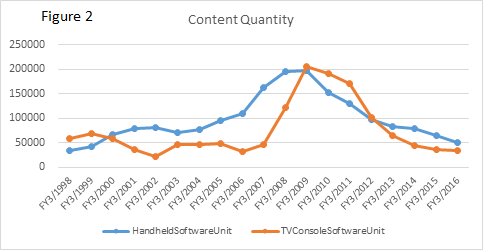 Figure 2
Content Quantity
250000
200000
150000
100000
50000
0
FY3/1998 FY3/1999 FY3/2000 FY3/2001 FY3/2002 FY3/2003 FY3/2004 FY3/2005 FY3/2006 FY3/2007 FY3/2008 FY3/2009 FY3/2010 FY3/2011 FY3/2012 FY3/2013 FY3/2014 FY3/2015 FY3/2016
HandheldSoftwareUnit TVConsoleSoftwareUnit